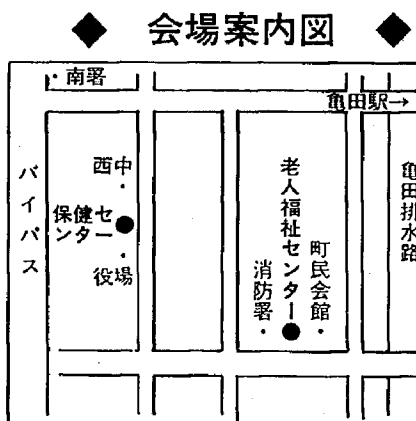 ◆ 会場案内図 ◆
・南署
亀田駅→
バイパス
西中・
保健センター
・役場
老人福祉センター
消防署・
町民会館・
亀田排水路